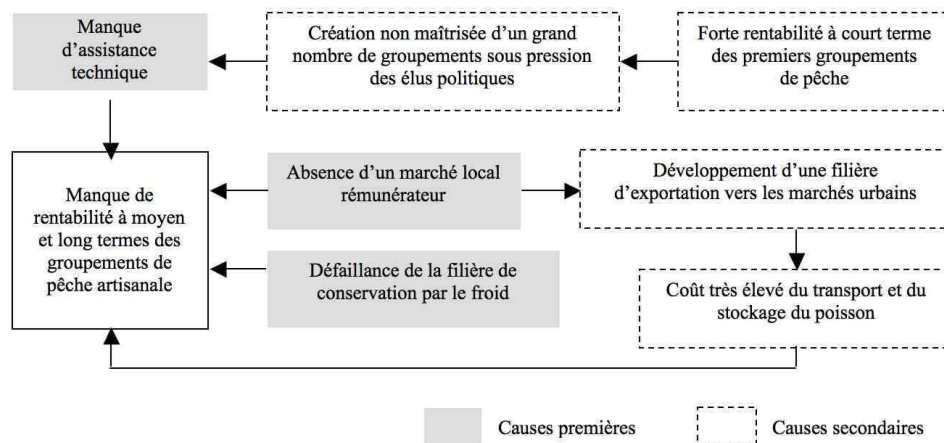 Manque
d’assistance
technique
Création non maîtrisée d’un grand
nombre de groupements sous pression
des élus politiques
Forte rentabilité à court terme
des premiers groupements
de pêche
Manque de
rentabilité à moyen
et long termes des
groupements de
pêche artisanale
Absence d’un marché local
rémunérateur
Développement d’une filière
d’exportation vers les marchés urbains
Défaillance de la filière de
conservation par le froid
Coût très élevé du transport et du
stockage du poisson
Causes premières
Causes secondaires